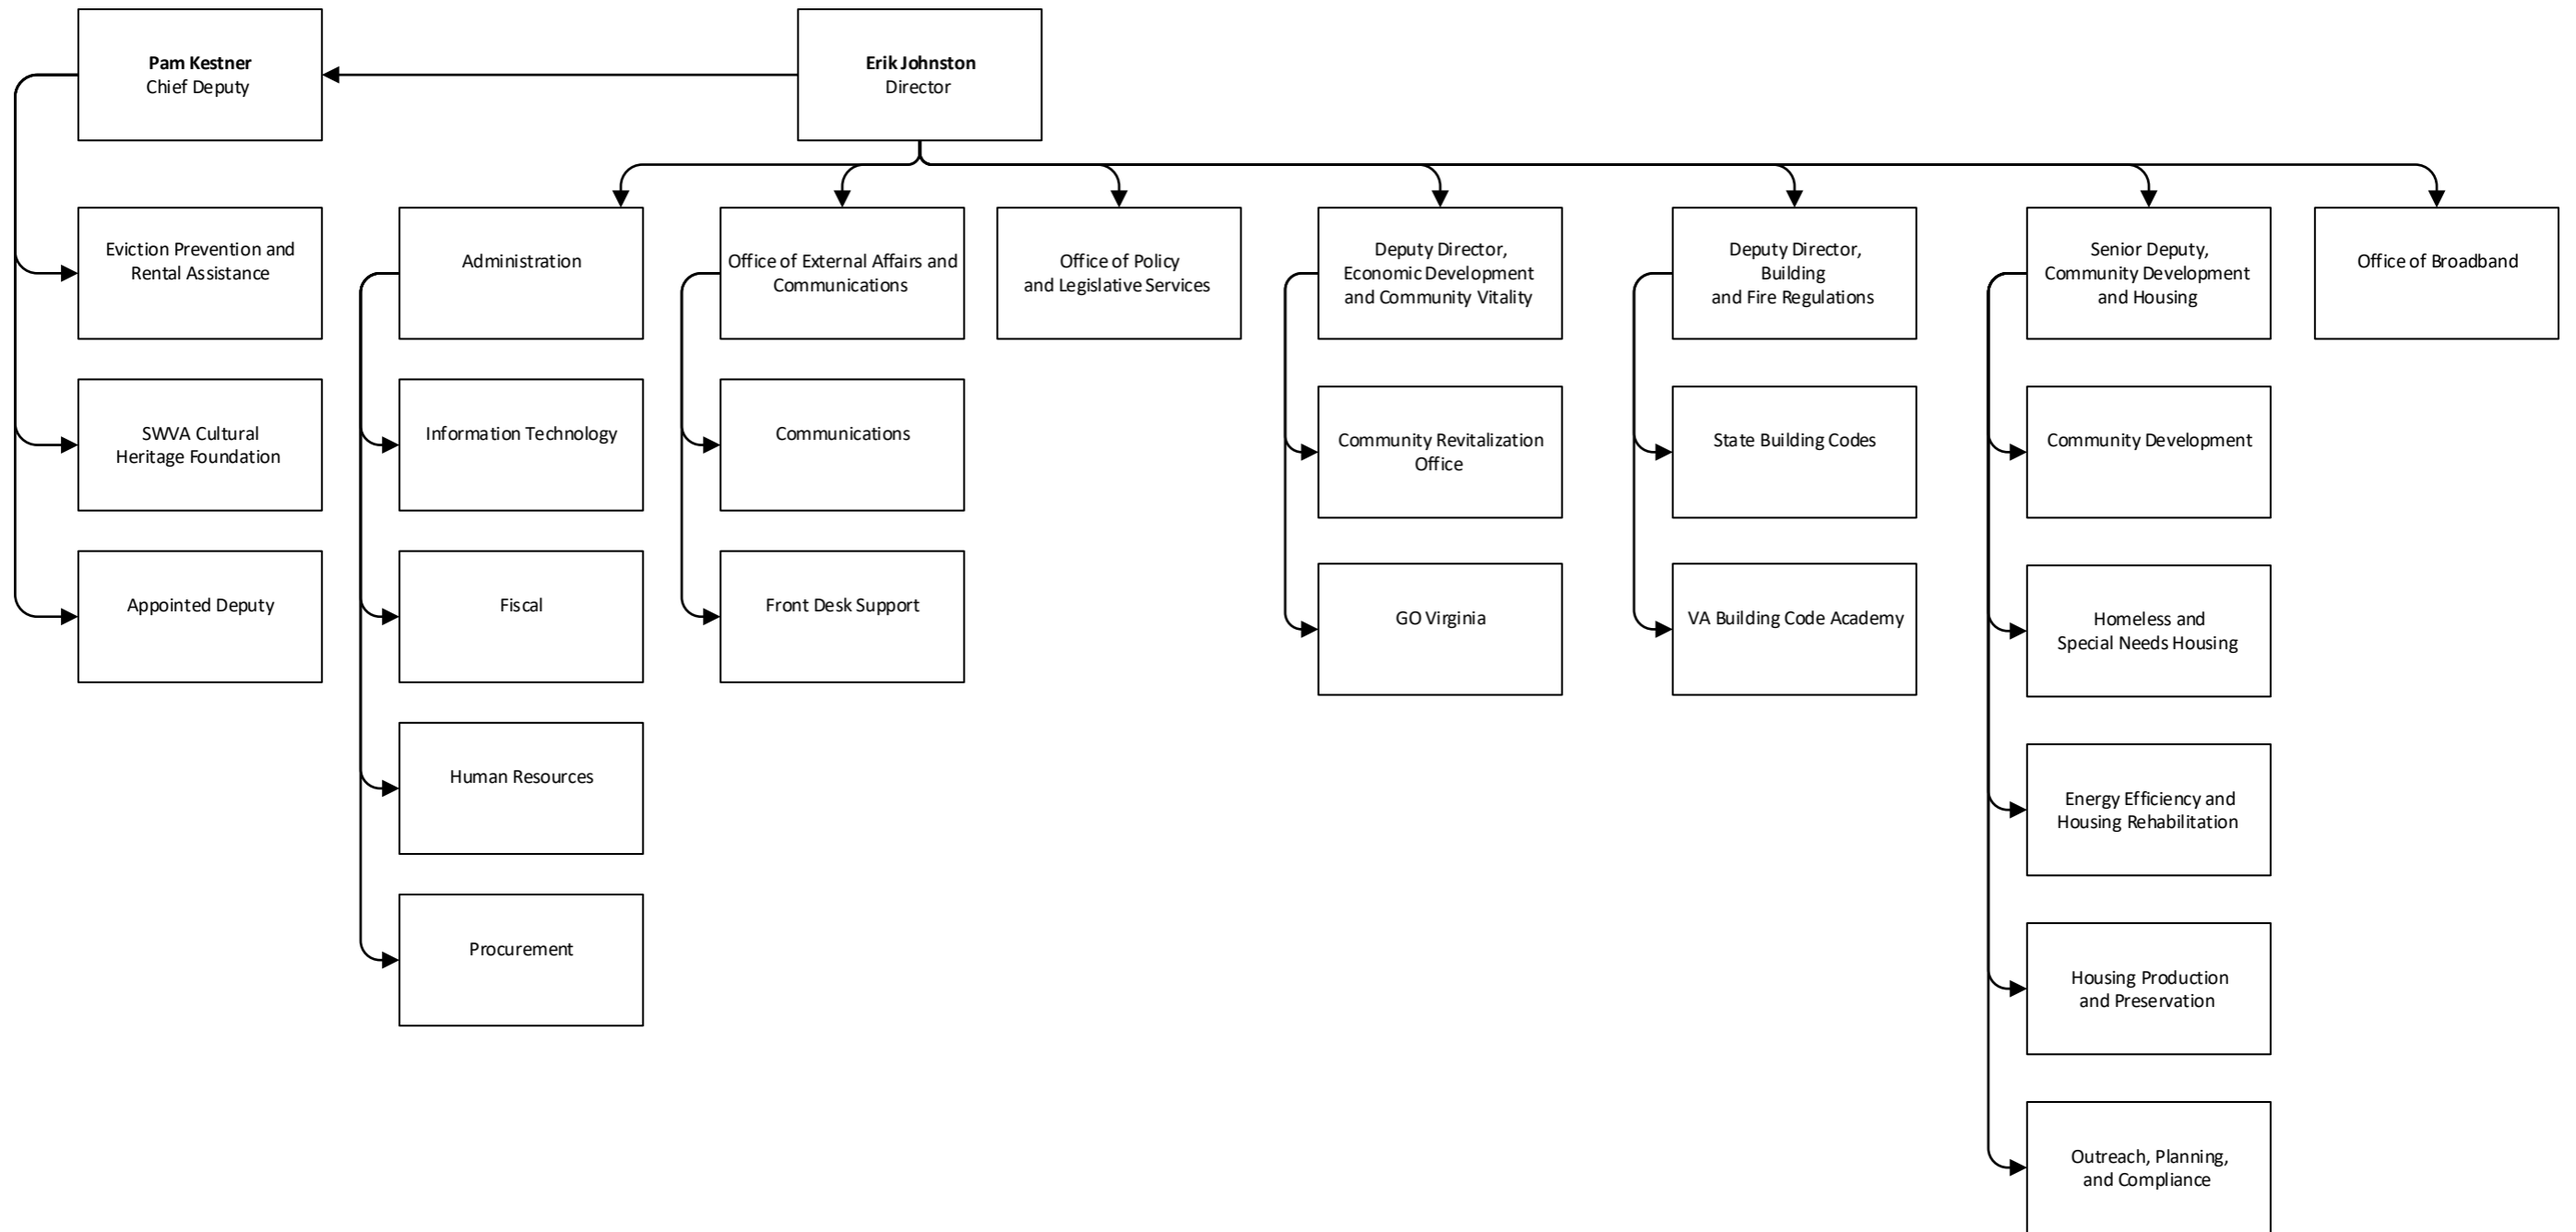 Pam Kestner
Chief Deputy
Erik Johnston
Director
Eviction Prevention and
Rental Assistance
Administration
Office of External Affairs and
Communications
Office of Policy
and Legislative Services
Deputy Director,
Economic Development
and Community Vitality
Deputy Director,
Building
and Fire Regulations
Senior Deputy,
Community Development
and Housing
Office of Broadband
SWVA Cultural
Heritage Foundation
Information Technology
Communications
Community Revitalization
Office
State Building Codes
Community Development
Appointed Deputy
Fiscal
Front Desk Support
GO Virginia
VA Building Code Academy
Homeless and
Special Needs Housing
Human Resources
Energy Efficiency and
Housing Rehabilitation
Procurement
Housing Production
and Preservation
Outreach, Planning,
and Compliance